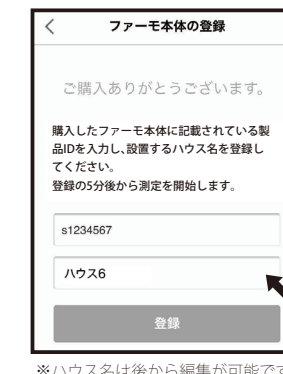 ファーモ本体の登録
ご購入ありがとうございます。
購入したファーモ本体に記載されている製
品IDを入力し、設置するハウス名を登録し
てください。
登録の5分後から測定を開始します。
s1234567
ハウス6
登録
※ハウス名は後から編集が可能です